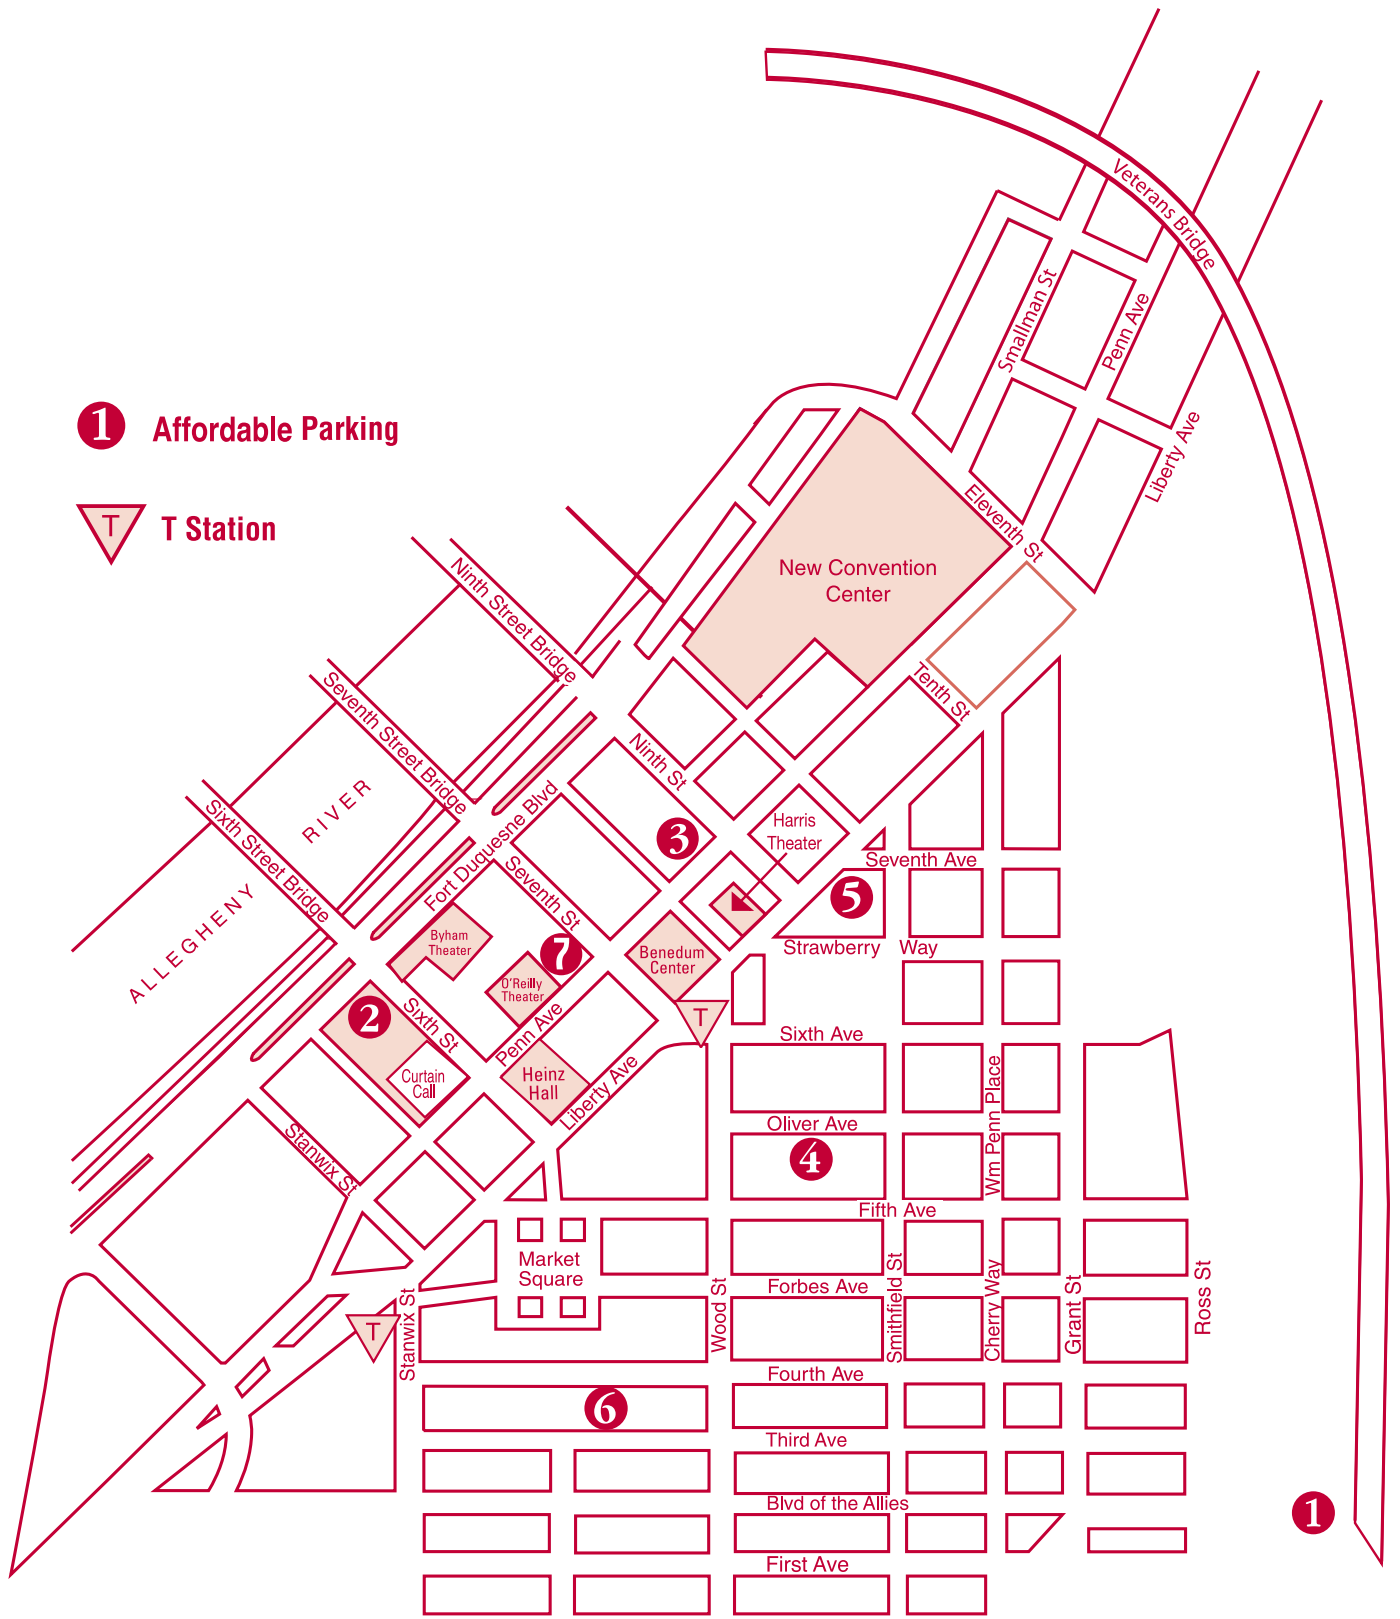 Veterans Bridge
Smallman St
Penn Ave
Liberty Ave
1 Affordable Parking
T T Station
Eleventh St
New Convention
Center
Ninth Street Bridge
Seventh Street Bridge
Sixth Street Bridge
ALLEGHENY
RIVER
Tenth St
Ninth St
Fort Duquesne Blvd
3
Harris
Theater
Seventh Ave
Seventh St
5
Byham
Theater
7
Benedum
Center
Strawberry Way
O'Reilly
Theater
2
Sixth St
Penn Ave
T
Sixth Ave
Curtain
Call
Heinz
Hall
Liberty Ave
Wm Penn Place
Oliver Ave
Stanwix St
4
Fifth Ave
Market
Square
Forbes Ave
Stanwix St
T
Wood St
Smithfield St
Cherry Way
Grant St
Ross St
Fourth Ave
6
Third Ave
Blvd of the Allies
1
First Ave